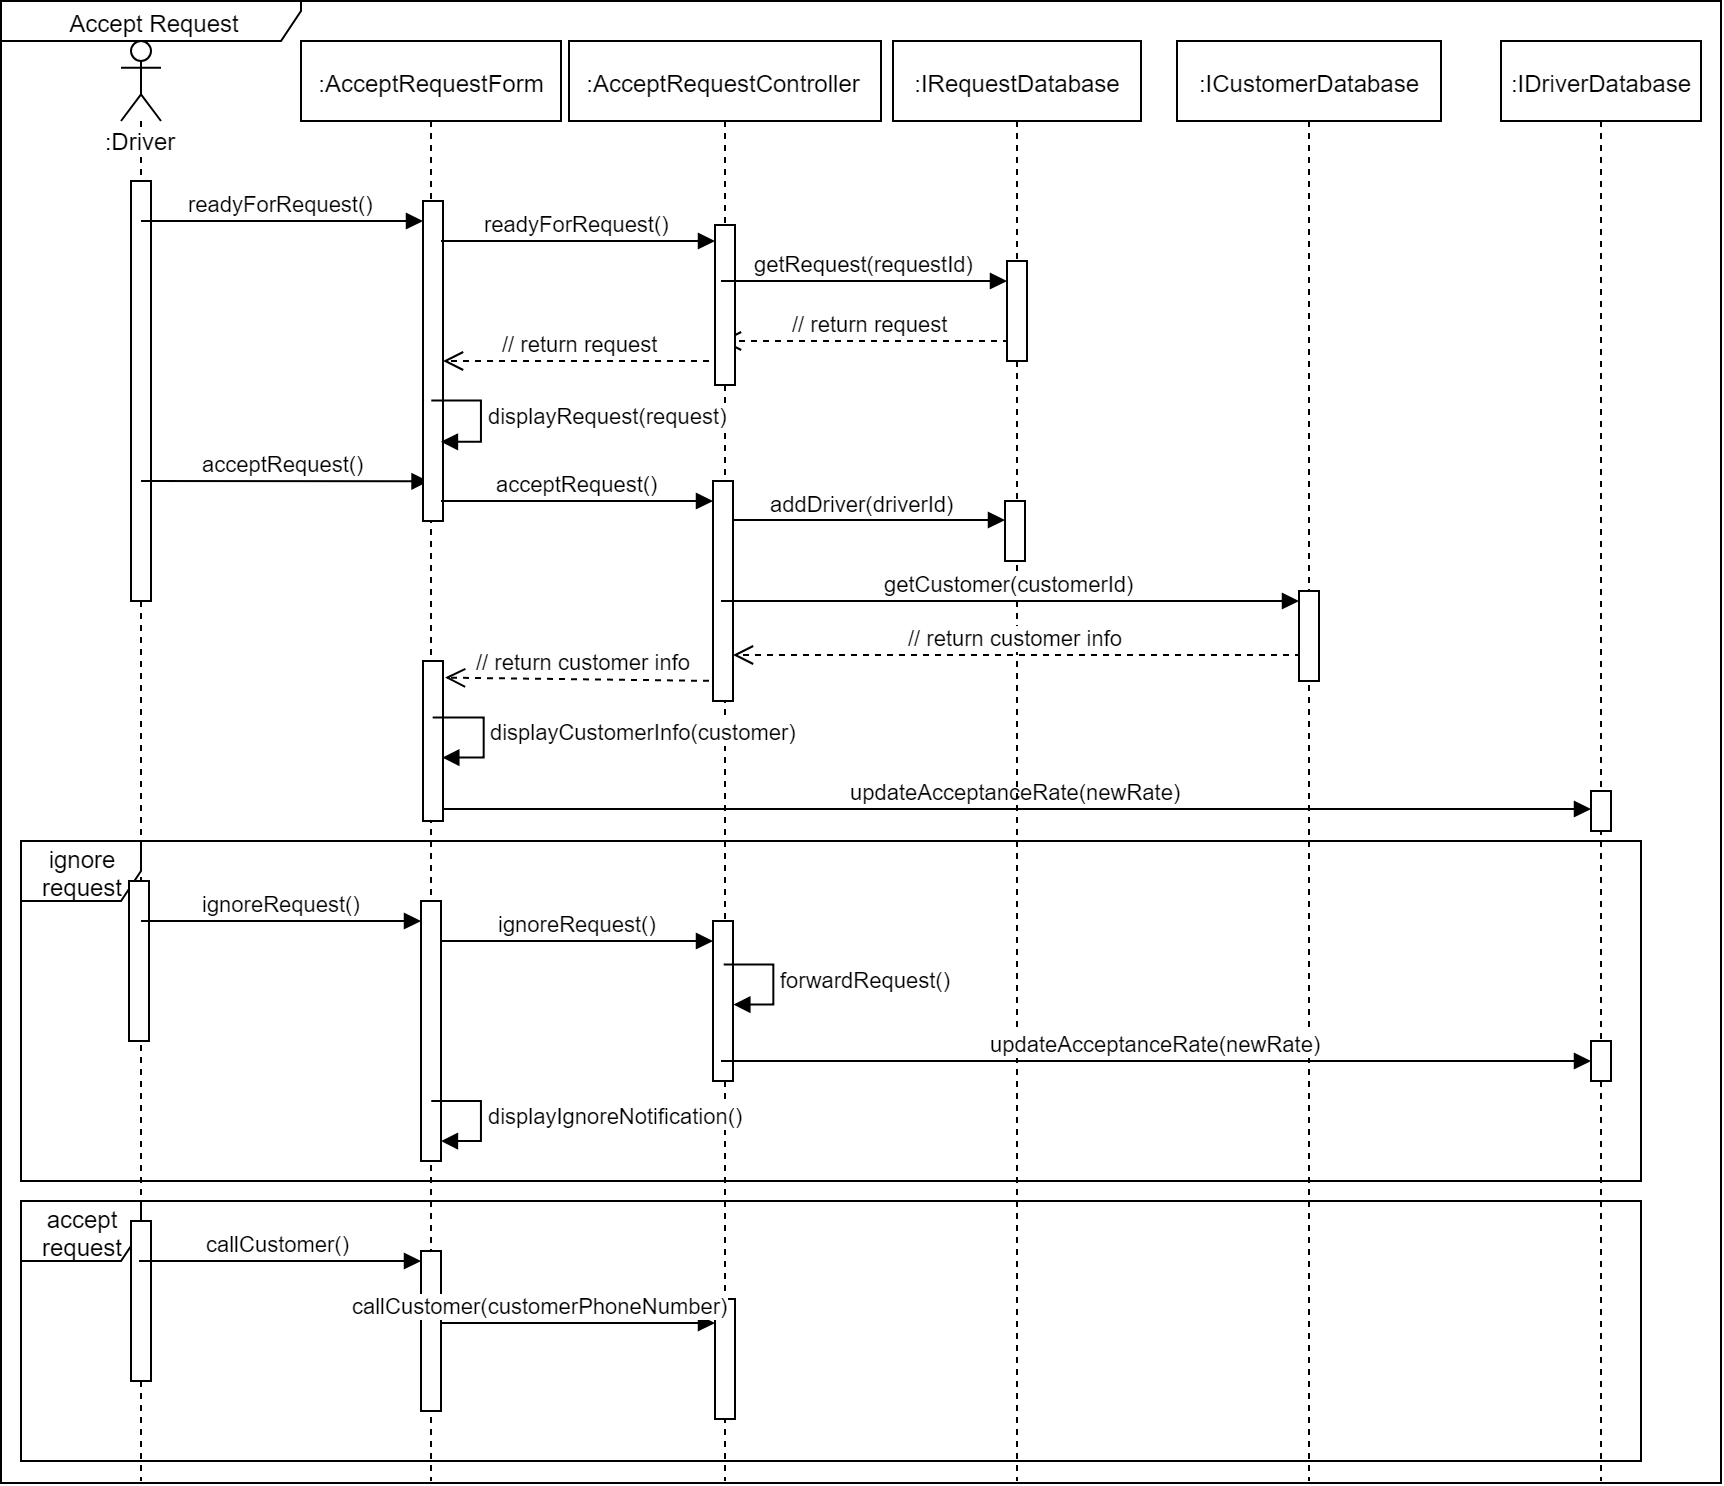 Accept Request
:Driver
:AcceptRequestForm
:AcceptRequestController
:IRequestDatabase
:ICustomerDatabase
:IDriverDatabase
readyForRequest()
readyForRequest()
getRequest(requestId)
// return request
// return request
displayRequest(request)
acceptRequest()
acceptRequest()
addDriver(driverId)
getCustomer(customerId)
// return customer info
// return customer info
displayCustomerInfo(customer)
updateAcceptanceRate(newRate)
ignore
request
ignoreRequest()
ignoreRequest()
forwardRequest()
updateAcceptanceRate(newRate)
displayIgnoreNotification()
accept
request
callCustomer()
callCustomer(customerPhoneNumber)